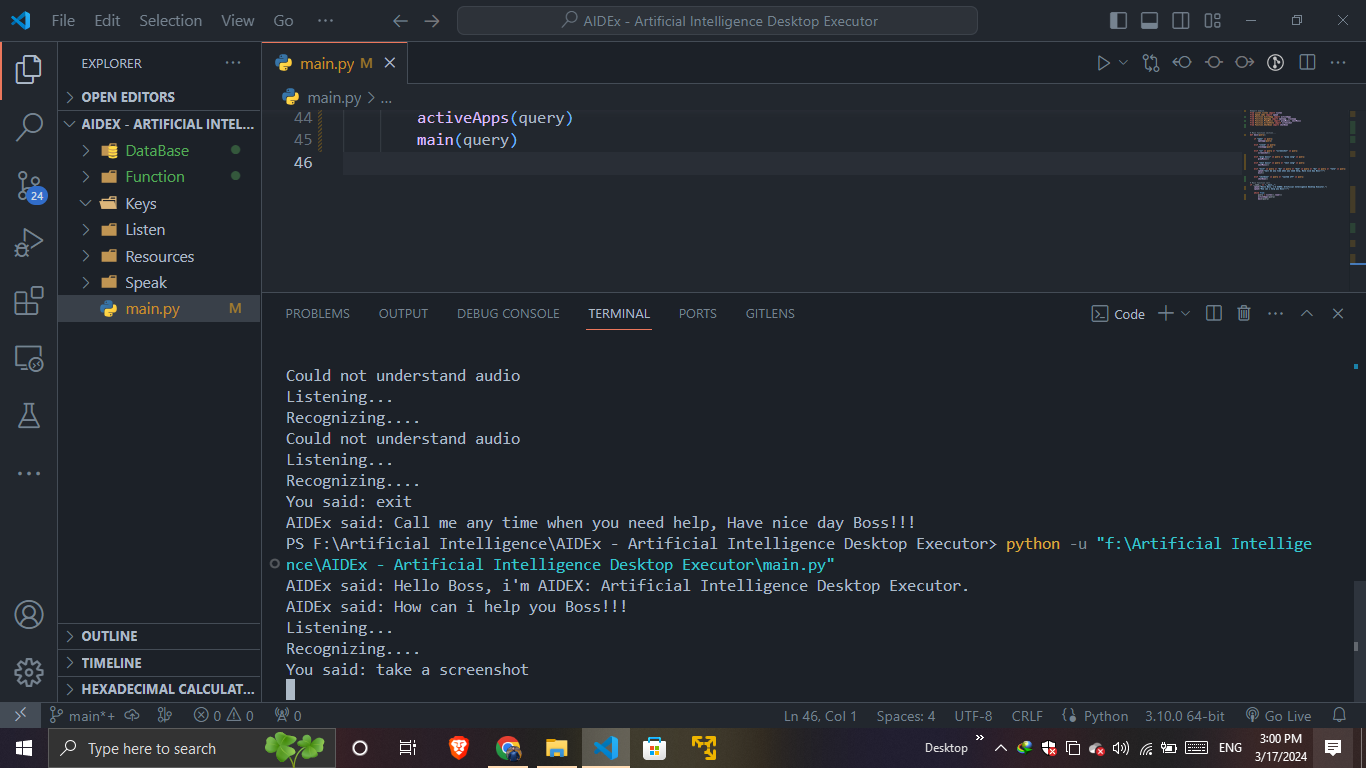 File Edit Selection View Go ··· AIDEx - Artificial Intelligence Desktop Executor
EXPLORER ···
OPEN EDITORS
AIDEX - ARTIFICIAL INTEL...
DataBase
Function
Keys
Listen
Resources
Speak
main.py M
OUTLINE
TIMELINE
HEXADECIMAL CALCULAT...
24
main.py M
main.py > ...
44 activeApps(query)
45 main(query)
46
PROBLEMS OUTPUT DEBUG CONSOLE TERMINAL PORTS GITLENS Code
Could not understand audio
Listening...
Recognizing....
Could not understand audio
Listening...
Recognizing....
You said: exit
AIDEx said: Call me any time when you need help, Have nice day Boss!!!
PS F:\Artificial Intelligence\AIDEx - Artificial Intelligence Desktop Executor> python -u "f:\Artificial Intellige
nce\AIDEx - Artificial Intelligence Desktop Executor\main.py"
AIDEx said: Hello Boss, i'm AIDEX: Artificial Intelligence Desktop Executor.
AIDEx said: How can i help you Boss!!!
Listening...
Recognizing....
You said: take a screenshot
main*+ 0 0 0 Ln 46, Col 1 Spaces: 4 UTF-8 CRLF Python 3.10.0 64-bit Go Live
Type here to search Desktop ENG 3:00 PM
3/17/2024